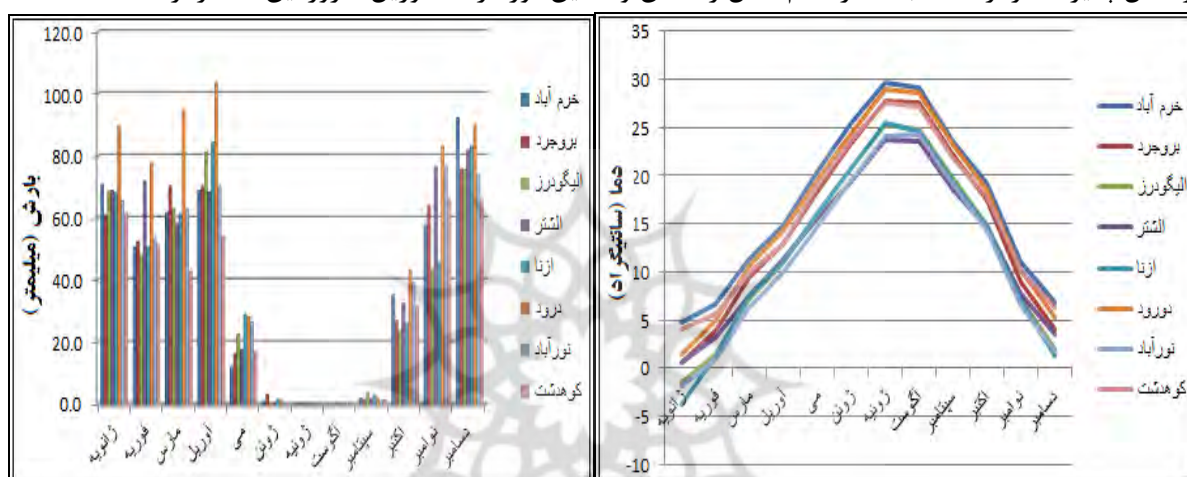 بارش (میلیمتر)
120.0
100.0
80.0
60.0
40.0
20.0
0.0
ژانویه
فوریه
مارس
آوریل
می
ژوئن
ژوئیه
آگوست
سپتامبر
اکتبر
نوامبر
دسامبر
خرم آباد
بروجرد
الیگودرز
الشتر
ازنا
درود
نورآباد
کوهدشت
دما (سانتیگراد)
35
30
25
20
15
10
5
0
-5
-10
ژانویه
فوریه
مارس
آوریل
می
ژوئن
ژوئیه
آگوست
سپتامبر
اکتبر
نوامبر
دسامبر
خرم آباد
بروجرد
الیگودرز
الشتر
ازنا
دورود
نورآباد
کوهدشت